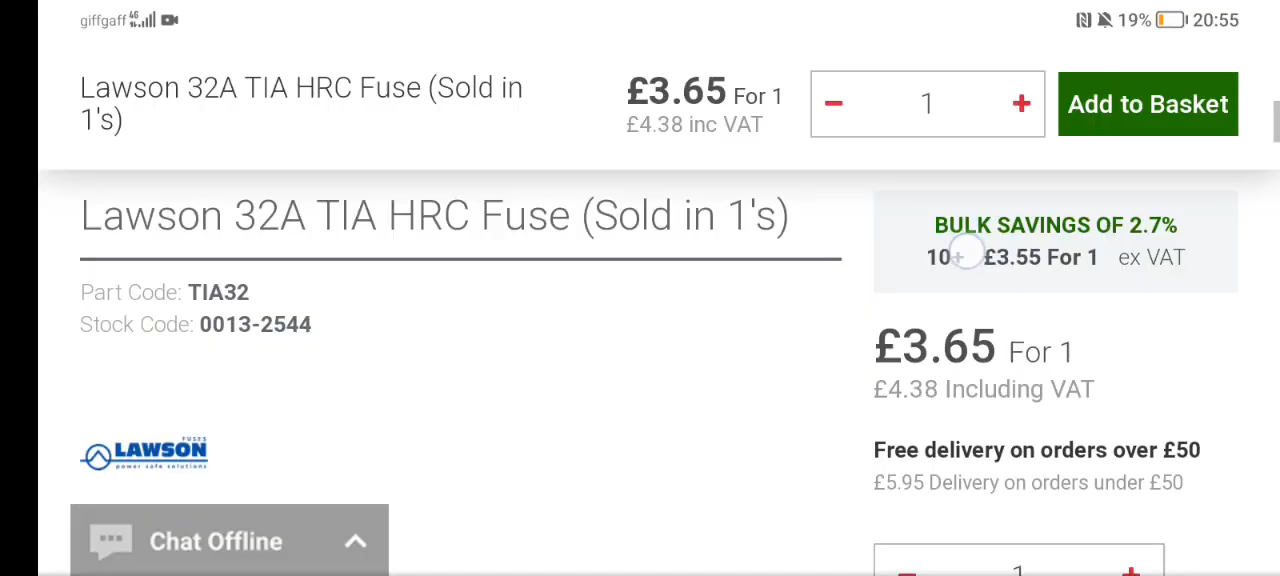 giffgaff 4G 19% 20:55
Lawson 32A TIA HRC Fuse (Sold in
1's)
£3.65 For 1
£4.38 inc VAT
− 1 +
Add to Basket
Lawson 32A TIA HRC Fuse (Sold in 1's)
Part Code: TIA32
Stock Code: 0013-2544
BULK SAVINGS OF 2.7%
10+ £3.55 For 1 ex VAT
£3.65 For 1
£4.38 Including VAT
Free delivery on orders over £50
£5.95 Delivery on orders under £50
− 1 +
FUSES
LAWSON
power safe solutions
Chat Offline